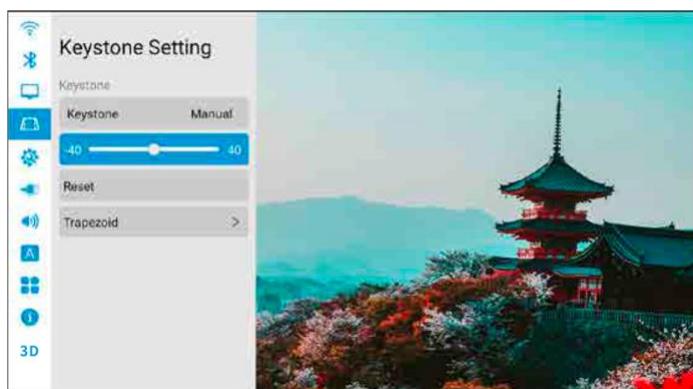 Keystone Setting
Keystone
Keystone Manual
-40 40
Reset
Trapezoid >
A
3D